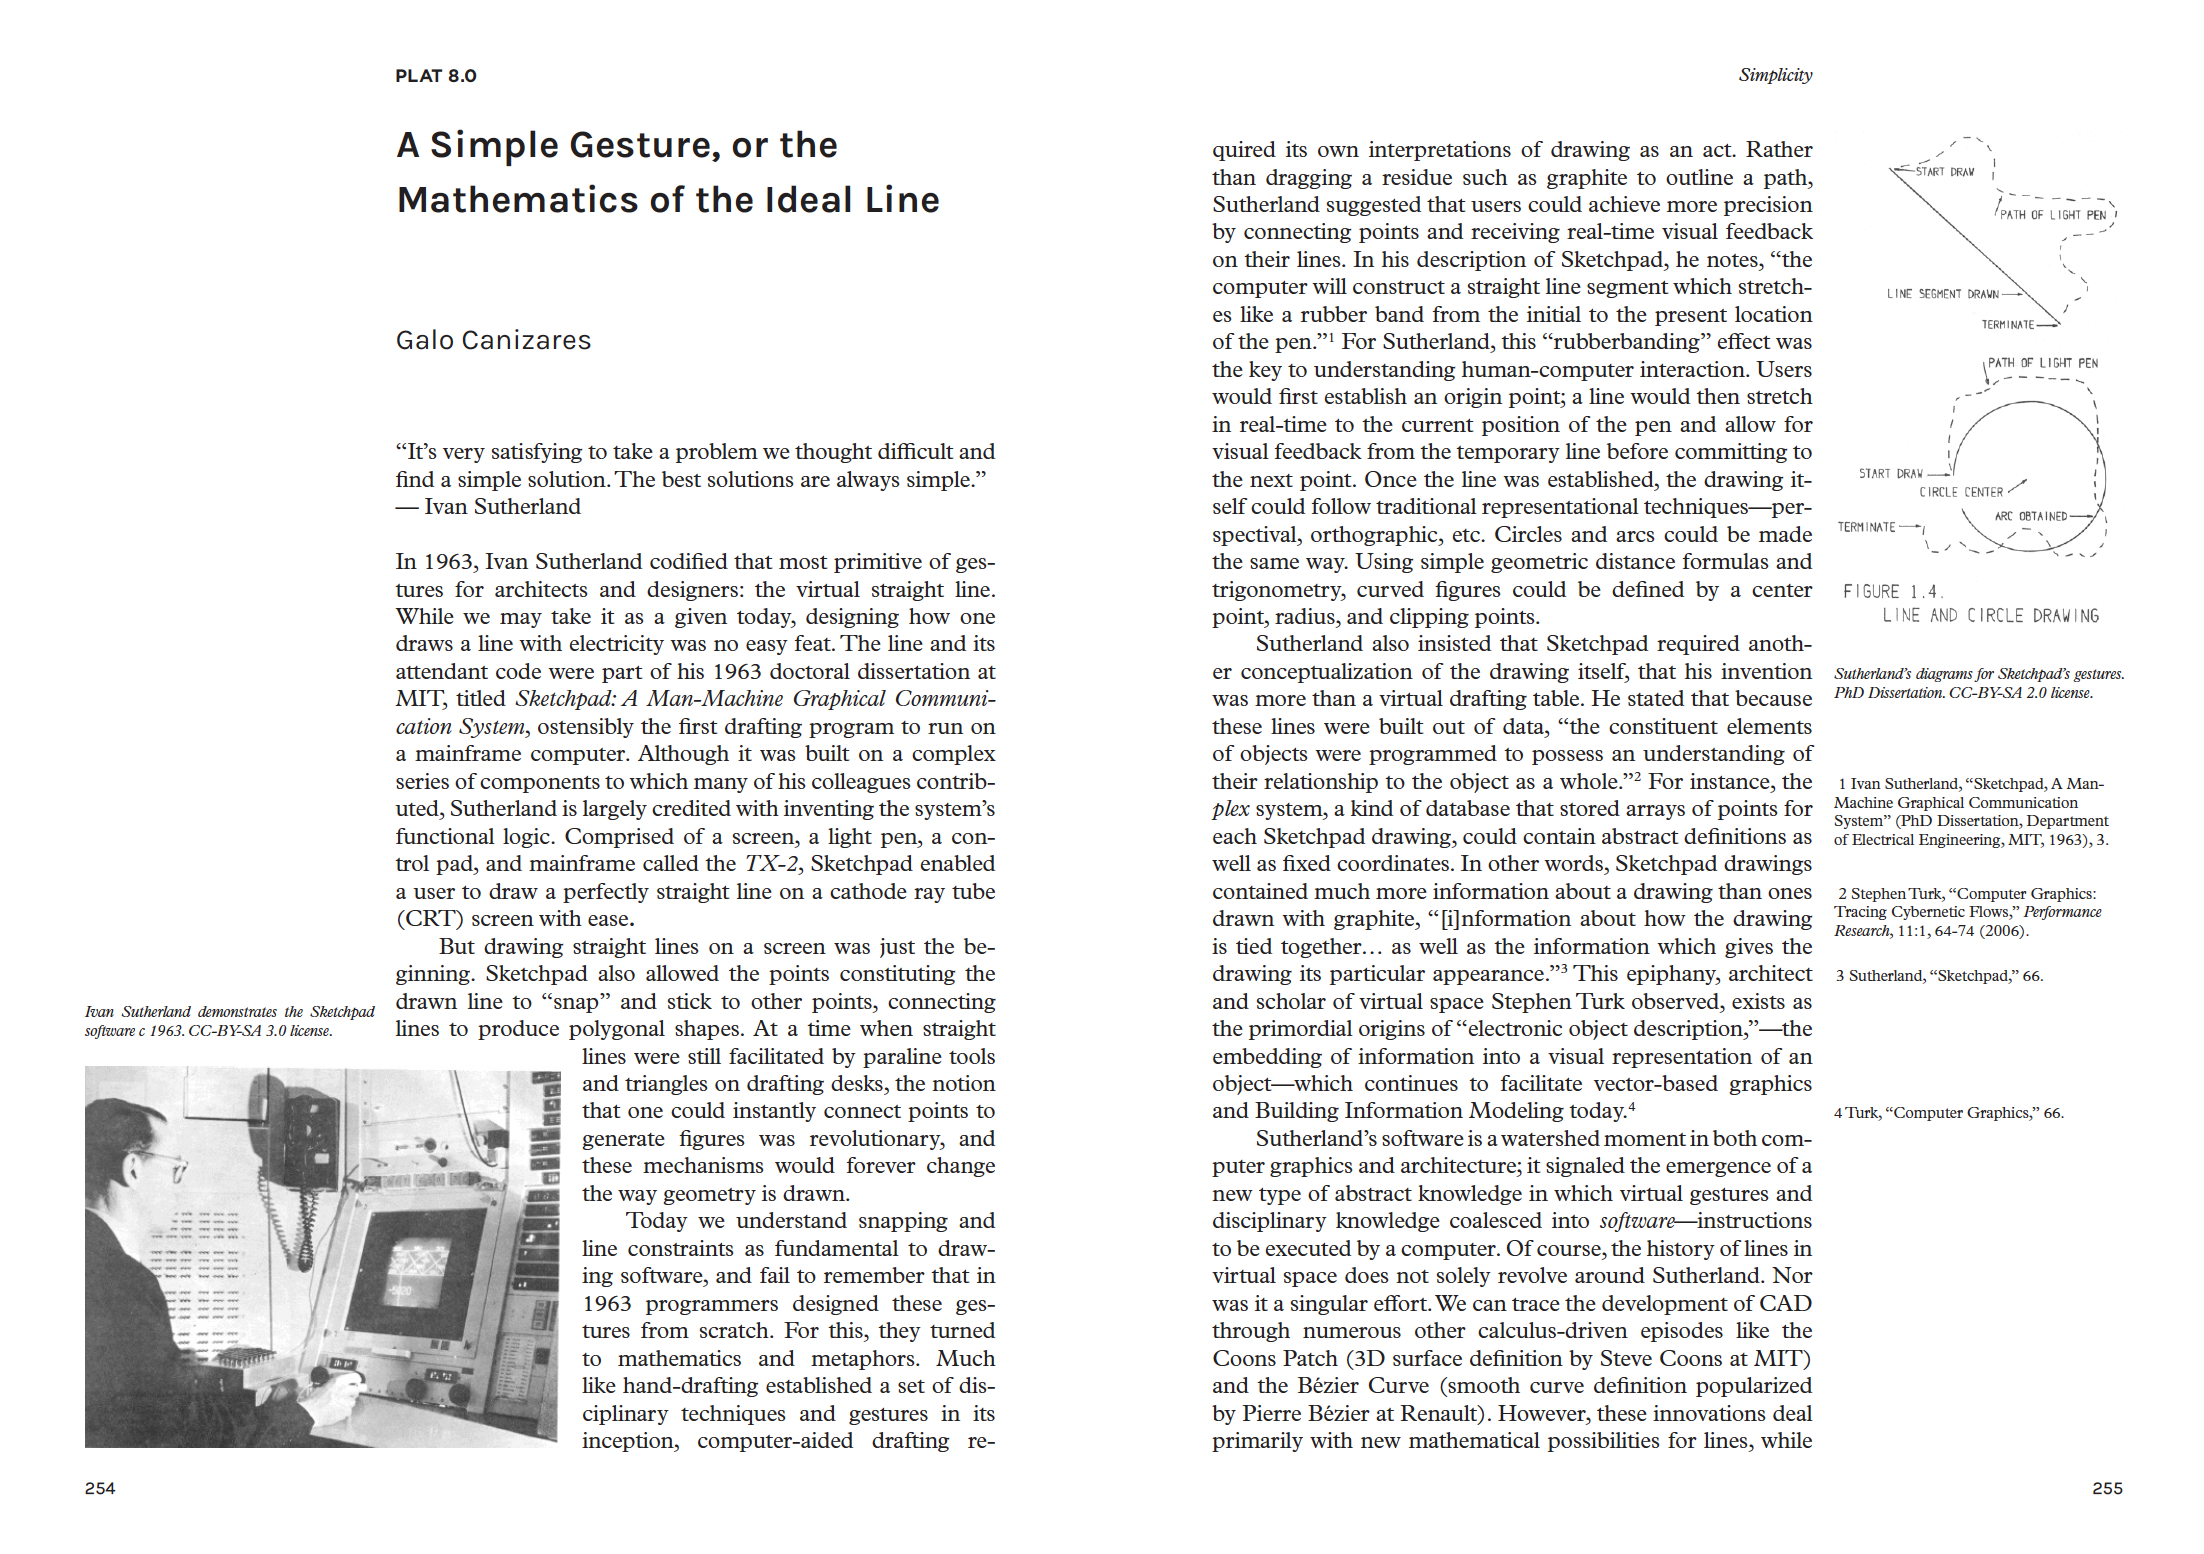 PLAT 8.0
A Simple Gesture, or the
Mathematics of the Ideal Line
Galo Canizares
“It’s very satisfying to take a problem we thought difficult and
find a simple solution. The best solutions are always simple.”
— Ivan Sutherland
In 1963, Ivan Sutherland codified that most primitive of ges-
tures for architects and designers: the virtual straight line.
While we may take it as a given today, designing how one
draws a line with electricity was no easy feat. The line and its
attendant code were part of his 1963 doctoral dissertation at
MIT, titled Sketchpad: A Man-Machine Graphical Communi-
cation System, ostensibly the first drafting program to run on
a mainframe computer. Although it was built on a complex
series of components to which many of his colleagues contrib-
uted, Sutherland is largely credited with inventing the system’s
functional logic. Comprised of a screen, a light pen, a con-
trol pad, and mainframe called the TX-2, Sketchpad enabled
a user to draw a perfectly straight line on a cathode ray tube
(CRT) screen with ease.
But drawing straight lines on a screen was just the be-
ginning. Sketchpad also allowed the points constituting the
drawn line to “snap” and stick to other points, connecting
lines to produce polygonal shapes. At a time when straight
lines were still facilitated by paraline tools
and triangles on drafting desks, the notion
that one could instantly connect points to
generate figures was revolutionary, and
these mechanisms would forever change
the way geometry is drawn.
Today we understand snapping and
line constraints as fundamental to draw-
ing software, and fail to remember that in
1963 programmers designed these ges-
tures from scratch. For this, they turned
to mathematics and metaphors. Much
like hand-drafting established a set of dis-
ciplinary techniques and gestures in its
inception, computer-aided drafting re-
Ivan Sutherland demonstrates the Sketchpad
software c 1963. CC-BY-SA 3.0 license.
254
Simplicity
quired its own interpretations of drawing as an act. Rather
than dragging a residue such as graphite to outline a path,
Sutherland suggested that users could achieve more precision
by connecting points and receiving real-time visual feedback
on their lines. In his description of Sketchpad, he notes, “the
computer will construct a straight line segment which stretch-
es like a rubber band from the initial to the present location
of the pen.”1 For Sutherland, this “rubberbanding” effect was
the key to understanding human-computer interaction. Users
would first establish an origin point; a line would then stretch
in real-time to the current position of the pen and allow for
visual feedback from the temporary line before committing to
the next point. Once the line was established, the drawing it-
self could follow traditional representational techniques—per-
spectival, orthographic, etc. Circles and arcs could be made
the same way. Using simple geometric distance formulas and
trigonometry, curved figures could be defined by a center
point, radius, and clipping points.
Sutherland also insisted that Sketchpad required anoth-
er conceptualization of the drawing itself, that his invention
was more than a virtual drafting table. He stated that because
these lines were built out of data, “the constituent elements
of objects were programmed to possess an understanding of
their relationship to the object as a whole.”2 For instance, the
plex system, a kind of database that stored arrays of points for
each Sketchpad drawing, could contain abstract definitions as
well as fixed coordinates. In other words, Sketchpad drawings
contained much more information about a drawing than ones
drawn with graphite, “[i]nformation about how the drawing
is tied together… as well as the information which gives the
drawing its particular appearance.”3 This epiphany, architect
and scholar of virtual space Stephen Turk observed, exists as
the primordial origins of “electronic object description,”—the
embedding of information into a visual representation of an
object—which continues to facilitate vector-based graphics
and Building Information Modeling today.4
Sutherland’s software is a watershed moment in both com-
puter graphics and architecture; it signaled the emergence of a
new type of abstract knowledge in which virtual gestures and
disciplinary knowledge coalesced into software—instructions
to be executed by a computer. Of course, the history of lines in
virtual space does not solely revolve around Sutherland. Nor
was it a singular effort. We can trace the development of CAD
through numerous other calculus-driven episodes like the
Coons Patch (3D surface definition by Steve Coons at MIT)
and the Bézier Curve (smooth curve definition popularized
by Pierre Bézier at Renault). However, these innovations deal
primarily with new mathematical possibilities for lines, while
START DRAW
PATH OF LIGHT PEN
LINE SEGMENT DRAWN
TERMINATE
PATH OF LIGHT PEN
START DRAW
CIRCLE CENTER
ARC OBTAINED
TERMINATE
FIGURE 1.4.
LINE AND CIRCLE DRAWING
Sutherland’s diagrams for Sketchpad’s gestures.
PhD Dissertation. CC-BY-SA 2.0 license.
1 Ivan Sutherland, “Sketchpad, A Man-
Machine Graphical Communication
System” (PhD Dissertation, Department
of Electrical Engineering, MIT, 1963), 3.
2 Stephen Turk, “Computer Graphics:
Tracing Cybernetic Flows,” Performance
Research, 11:1, 64-74 (2006).
3 Sutherland, “Sketchpad,” 66.
4 Turk, “Computer Graphics,” 66.
255